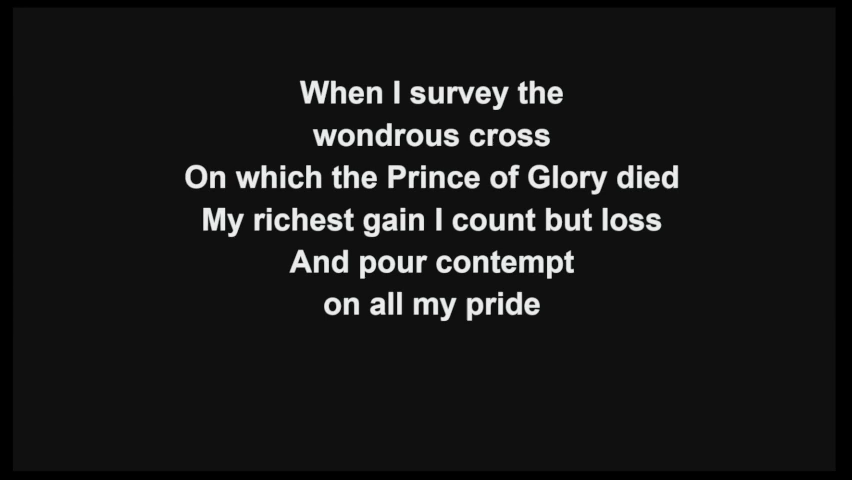 When I survey the
wondrous cross
On which the Prince of Glory died
My richest gain I count but loss
And pour contempt
on all my pride